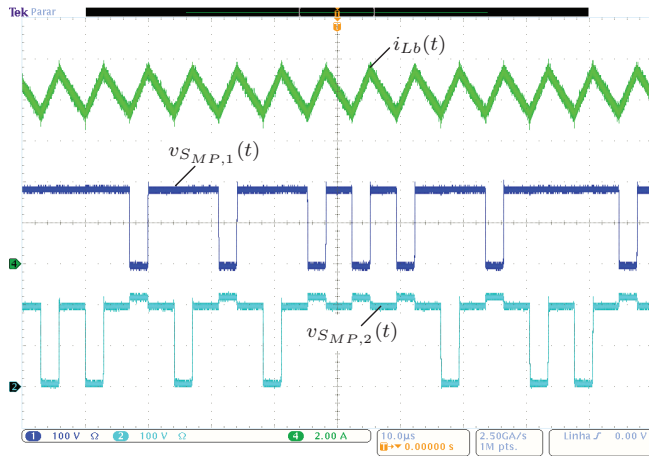 Tek Parar
T
i_{Lb}(t)
v_{S_{MP,1}}(t)
4
v_{S_{MP,2}}(t)
2
1 100 V Ω 2 100 V Ω 4 2.00 A
10.0µs
T→▼ 0.00000 s
2.50GA/s
1M pts.
Linha ∫ 0.00 V